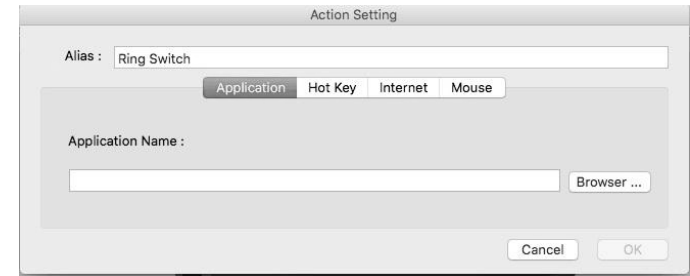 Action Setting
Alias : Ring Switch
Application Hot Key Internet Mouse
Application Name :
Browser ...
Cancel OK